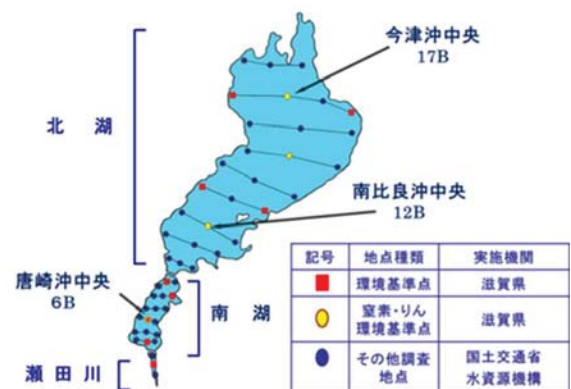 今津沖中央
17B
北湖
南比良沖中央
12B
唐崎沖中央
6B
南湖
瀬田川
記号 地点種類 実施機関
環境基準点 滋賀県
窒素・りん
環境基準点 滋賀県
その他調査
地点 国土交通省
水資源機構